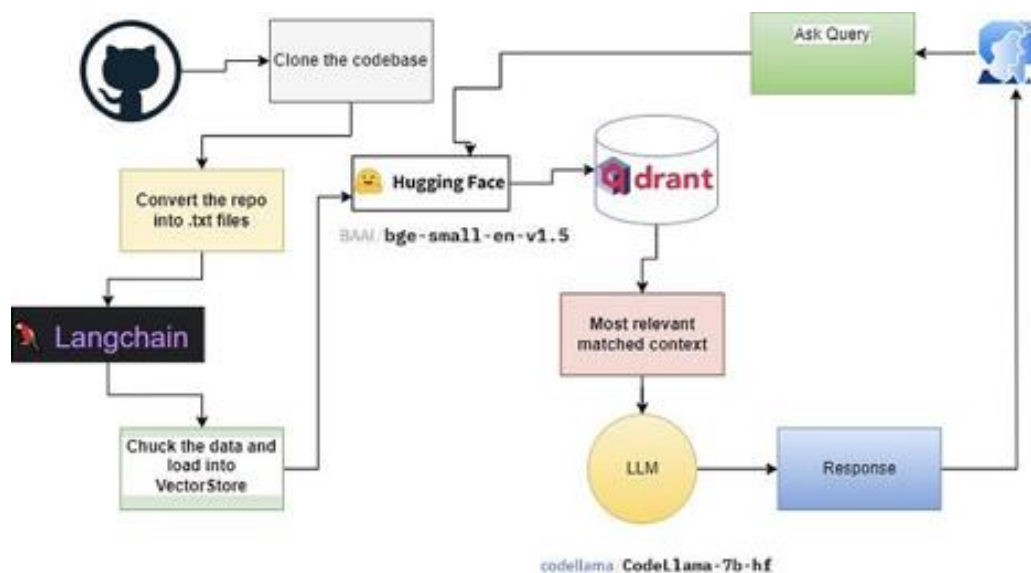 Clone the codebase
Ask Query
Convert the repo
into .txt files
Hugging Face
drant
BAAI/bge-small-en-v1.5
Langchain
Most relevant
matched context
Chuck the data and
load into
VectorStore
LLM
Response
codellama CodeLlama-7b-hf